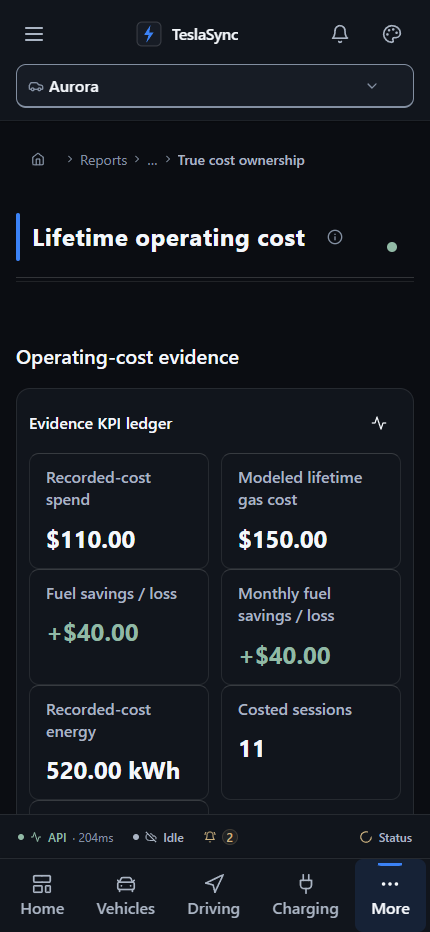 TeslaSync
Aurora
Reports
...
True cost ownership
Lifetime operating cost
Operating-cost evidence
Evidence KPI ledger
Recorded-cost
spend
$110.00
Modeled lifetime
gas cost
$150.00
Fuel savings / loss
+$40.00
Monthly fuel
savings / loss
+$40.00
Recorded-cost
energy
520.00 kWh
Costed sessions
11
API · 204ms
Idle
2
Status
Home
Vehicles
Driving
Charging
More